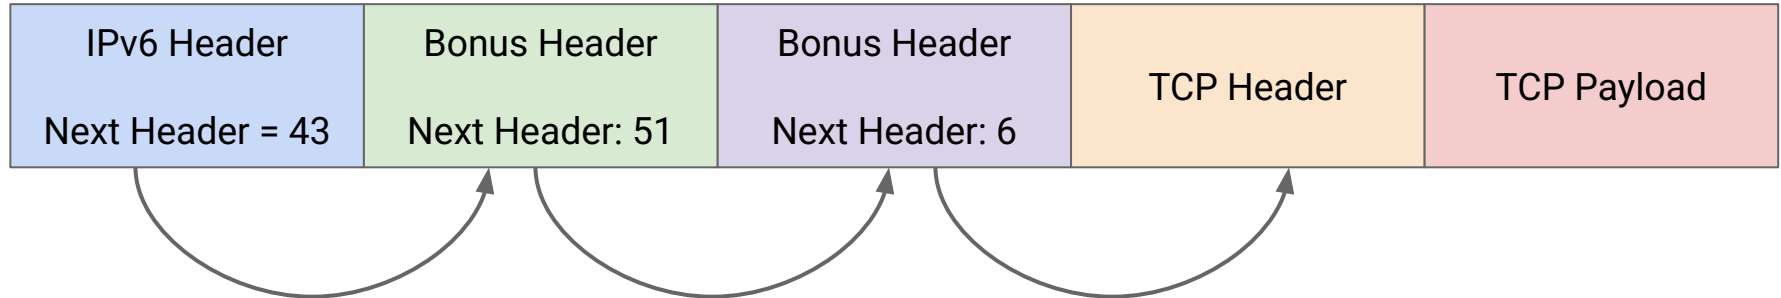 IPv6 Header
Next Header = 43
Bonus Header
Next Header: 51
Bonus Header
Next Header: 6
TCP Header
TCP Payload